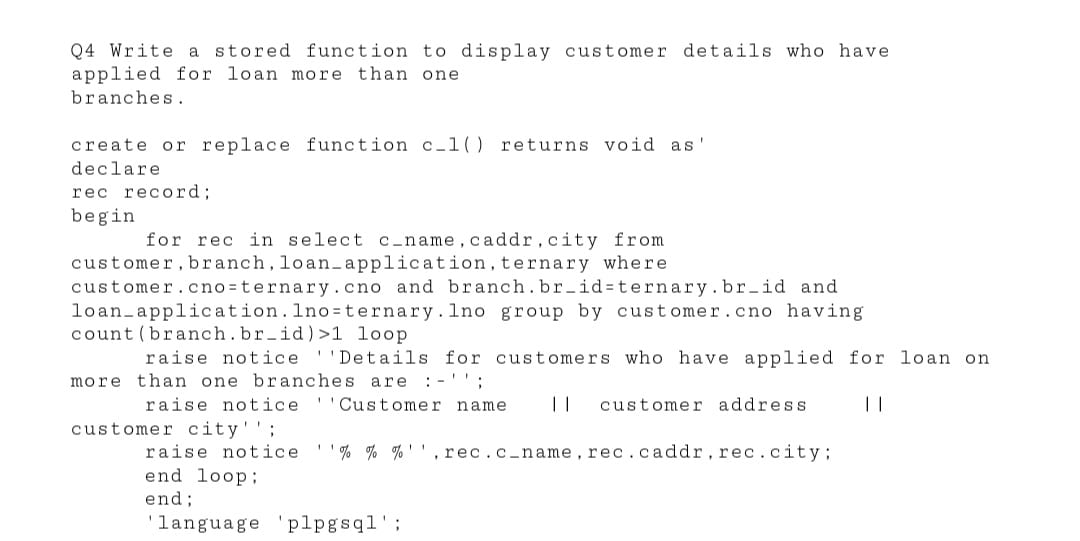 Q4 Write a stored function to display customer details who have
applied for loan more than one
branches.
create or replace function c_l() returns void as'
declare
rec record;
begin
for rec in select c_name,caddr,city from
customer,branch,loan_application,ternary where
customer.cno=ternary.cno and branch.br_id=ternary.br_id and
loan_application.lno=ternary.lno group by customer.cno having
count(branch.br_id)>1 loop
raise notice ''Details for customers who have applied for loan on
more than one branches are :-'';
raise notice ''Customer name || customer address ||
customer city'';
raise notice ''% % %'',rec.c_name,rec.caddr,rec.city;
end loop;
end;
'language 'plpgsql';